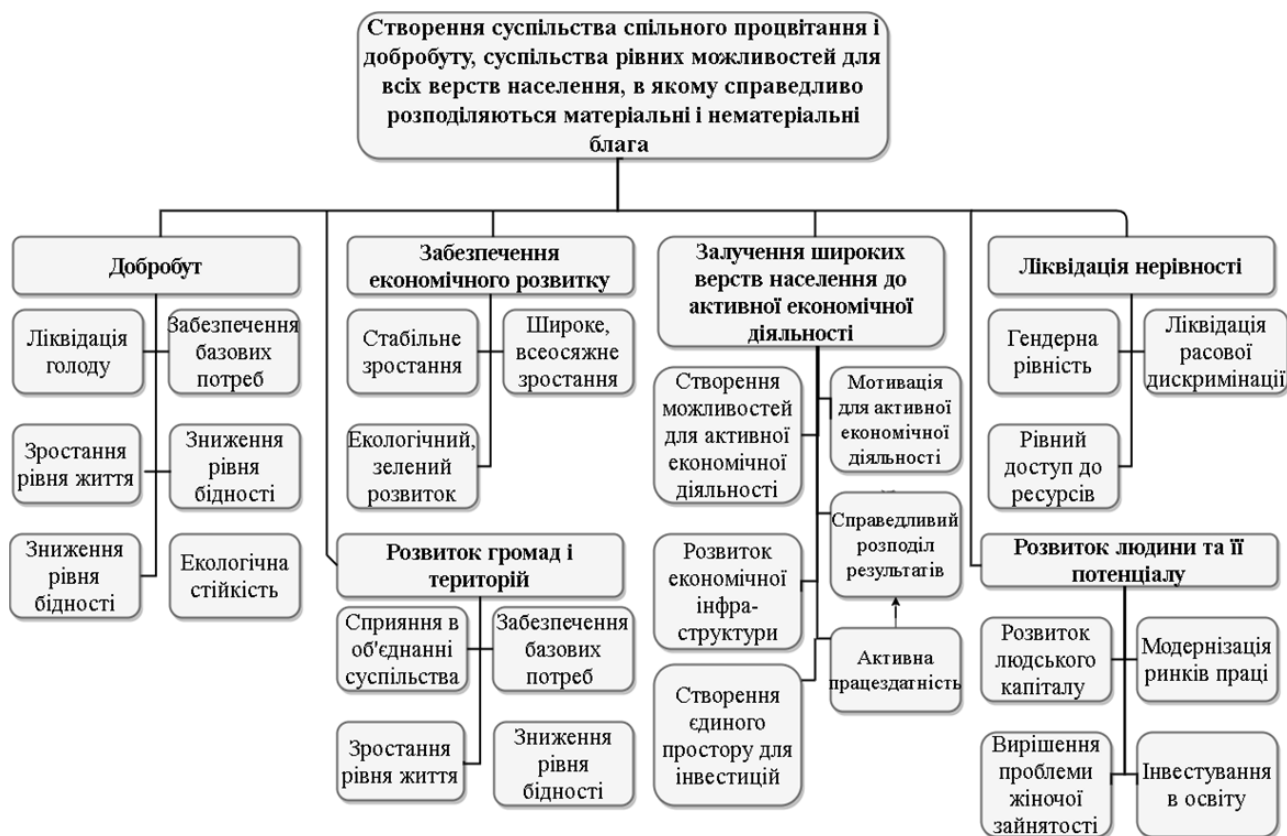 Створення суспільства спільного процвітання і
добробуту, суспільства рівних можливостей для
всіх верств населення, в якому справедливо
розподіляються матеріальні і нематеріальні
блага
Добробут
Ліквідація
голоду
Забезпечення
базових
потреб
Зростання
рівня життя
Зниження
рівня
бідності
Зниження
рівня
бідності
Екологічна
стійкість
Забезпечення
економічного розвитку
Стабільне
зростання
Широке,
всеосяжне
зростання
Екологічний,
зелений
розвиток
Розвиток громад і
територій
Сприяння в
об'єднанні
суспільства
Забезпечення
базових
потреб
Зростання
рівня життя
Зниження
рівня
бідності
Залучення широких
верств населення до
активної економічної
діяльності
Створення
можливостей
для активної
економічної
діяльності
Мотивація
для активної
економічної
діяльності
Розвиток
економічної
інфра-
структури
Справедливий
розподіл
результатів
Створення
єдиного
простору для
інвестицій
Активна
працездатність
Ліквідація нерівності
Гендерна
рівність
Ліквідація
расової
дискримінації
Рівний
доступ до
ресурсів
Розвиток людини та її
потенціалу
Розвиток
людського
капіталу
Модернізація
ринків праці
Вирішення
проблеми
жіночої
зайнятості
Інвестування
в освіту